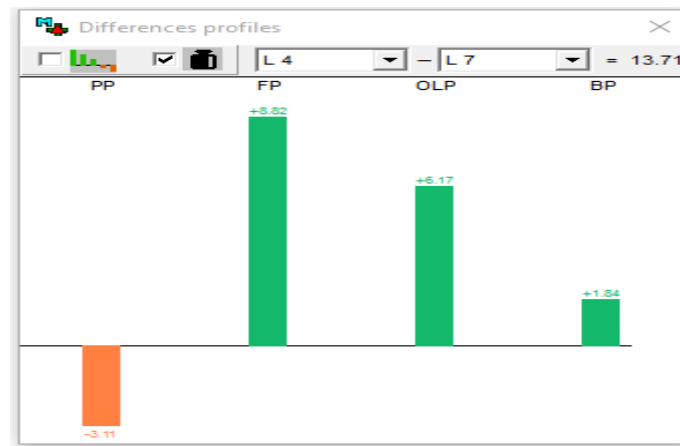 Differences profiles
L 4 – L 7 = 13.71
PP FP OLP BP
+8.82
+6.17
+1.84
-3.11